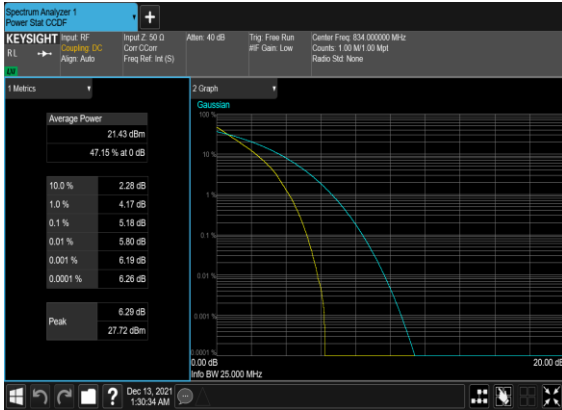 Spectrum Analyzer 1
Power Stat CCDF
+
KEYSIGHT
RL
LXI
Input: RF
Coupling: DC
Align: Auto
Input Z: 50 Ω
Corr CCorr
Freq Ref: Int (S)
Atten: 40 dB
Trig: Free Run
#IF Gain: Low
Center Freq: 834.000000 MHz
Counts: 1.00 M/1.00 Mpt
Radio Std: None
1 Metrics
Average Power
21.43 dBm
47.15 % at 0 dB
10.0 % 2.28 dB
1.0 % 4.17 dB
0.1 % 5.18 dB
0.01 % 5.80 dB
0.001 % 6.19 dB
0.0001 % 6.26 dB
Peak
6.29 dB
27.72 dBm
2 Graph
Gaussian
100 %
10 %
1 %
0.1 %
0.01 %
0.001 %
0.0001 %
0.00 dB
20.00 dB
Info BW 25.000 MHz
?
Dec 13, 2021
1:30:34 AM